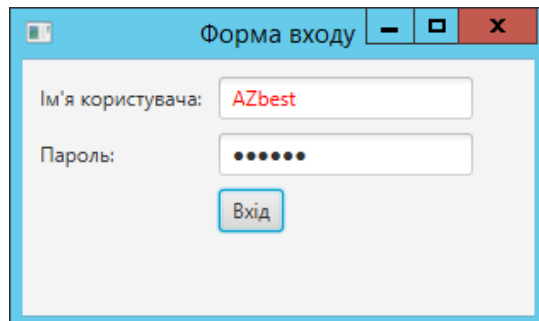 Форма входу
Ім'я користувача: AZbest
Пароль: ●●●●●●
Вхід